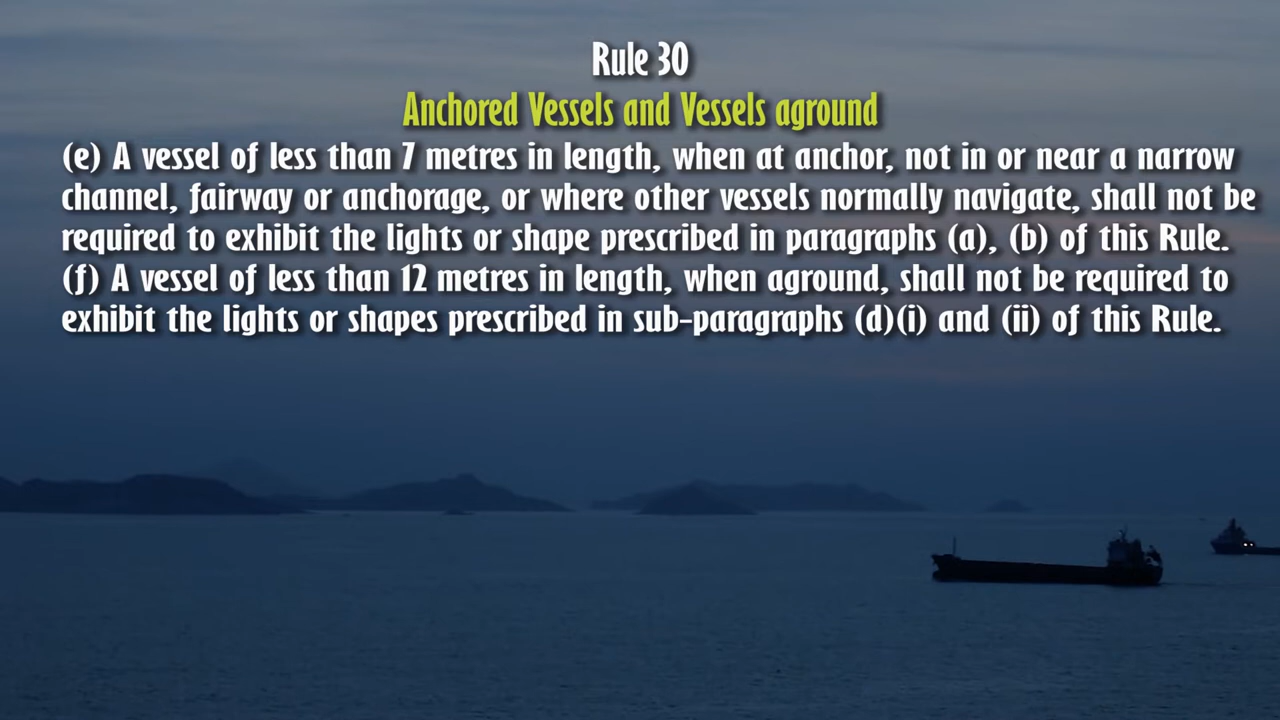 Rule 30
Anchored Vessels and Vessels aground
(e) A vessel of less than 7 metres in length, when at anchor, not in or near a narrow
channel, fairway or anchorage, or where other vessels normally navigate, shall not be
required to exhibit the lights or shape prescribed in paragraphs (a), (b) of this Rule.
(f) A vessel of less than 12 metres in length, when aground, shall not be required to
exhibit the lights or shapes prescribed in sub-paragraphs (d)(i) and (ii) of this Rule.